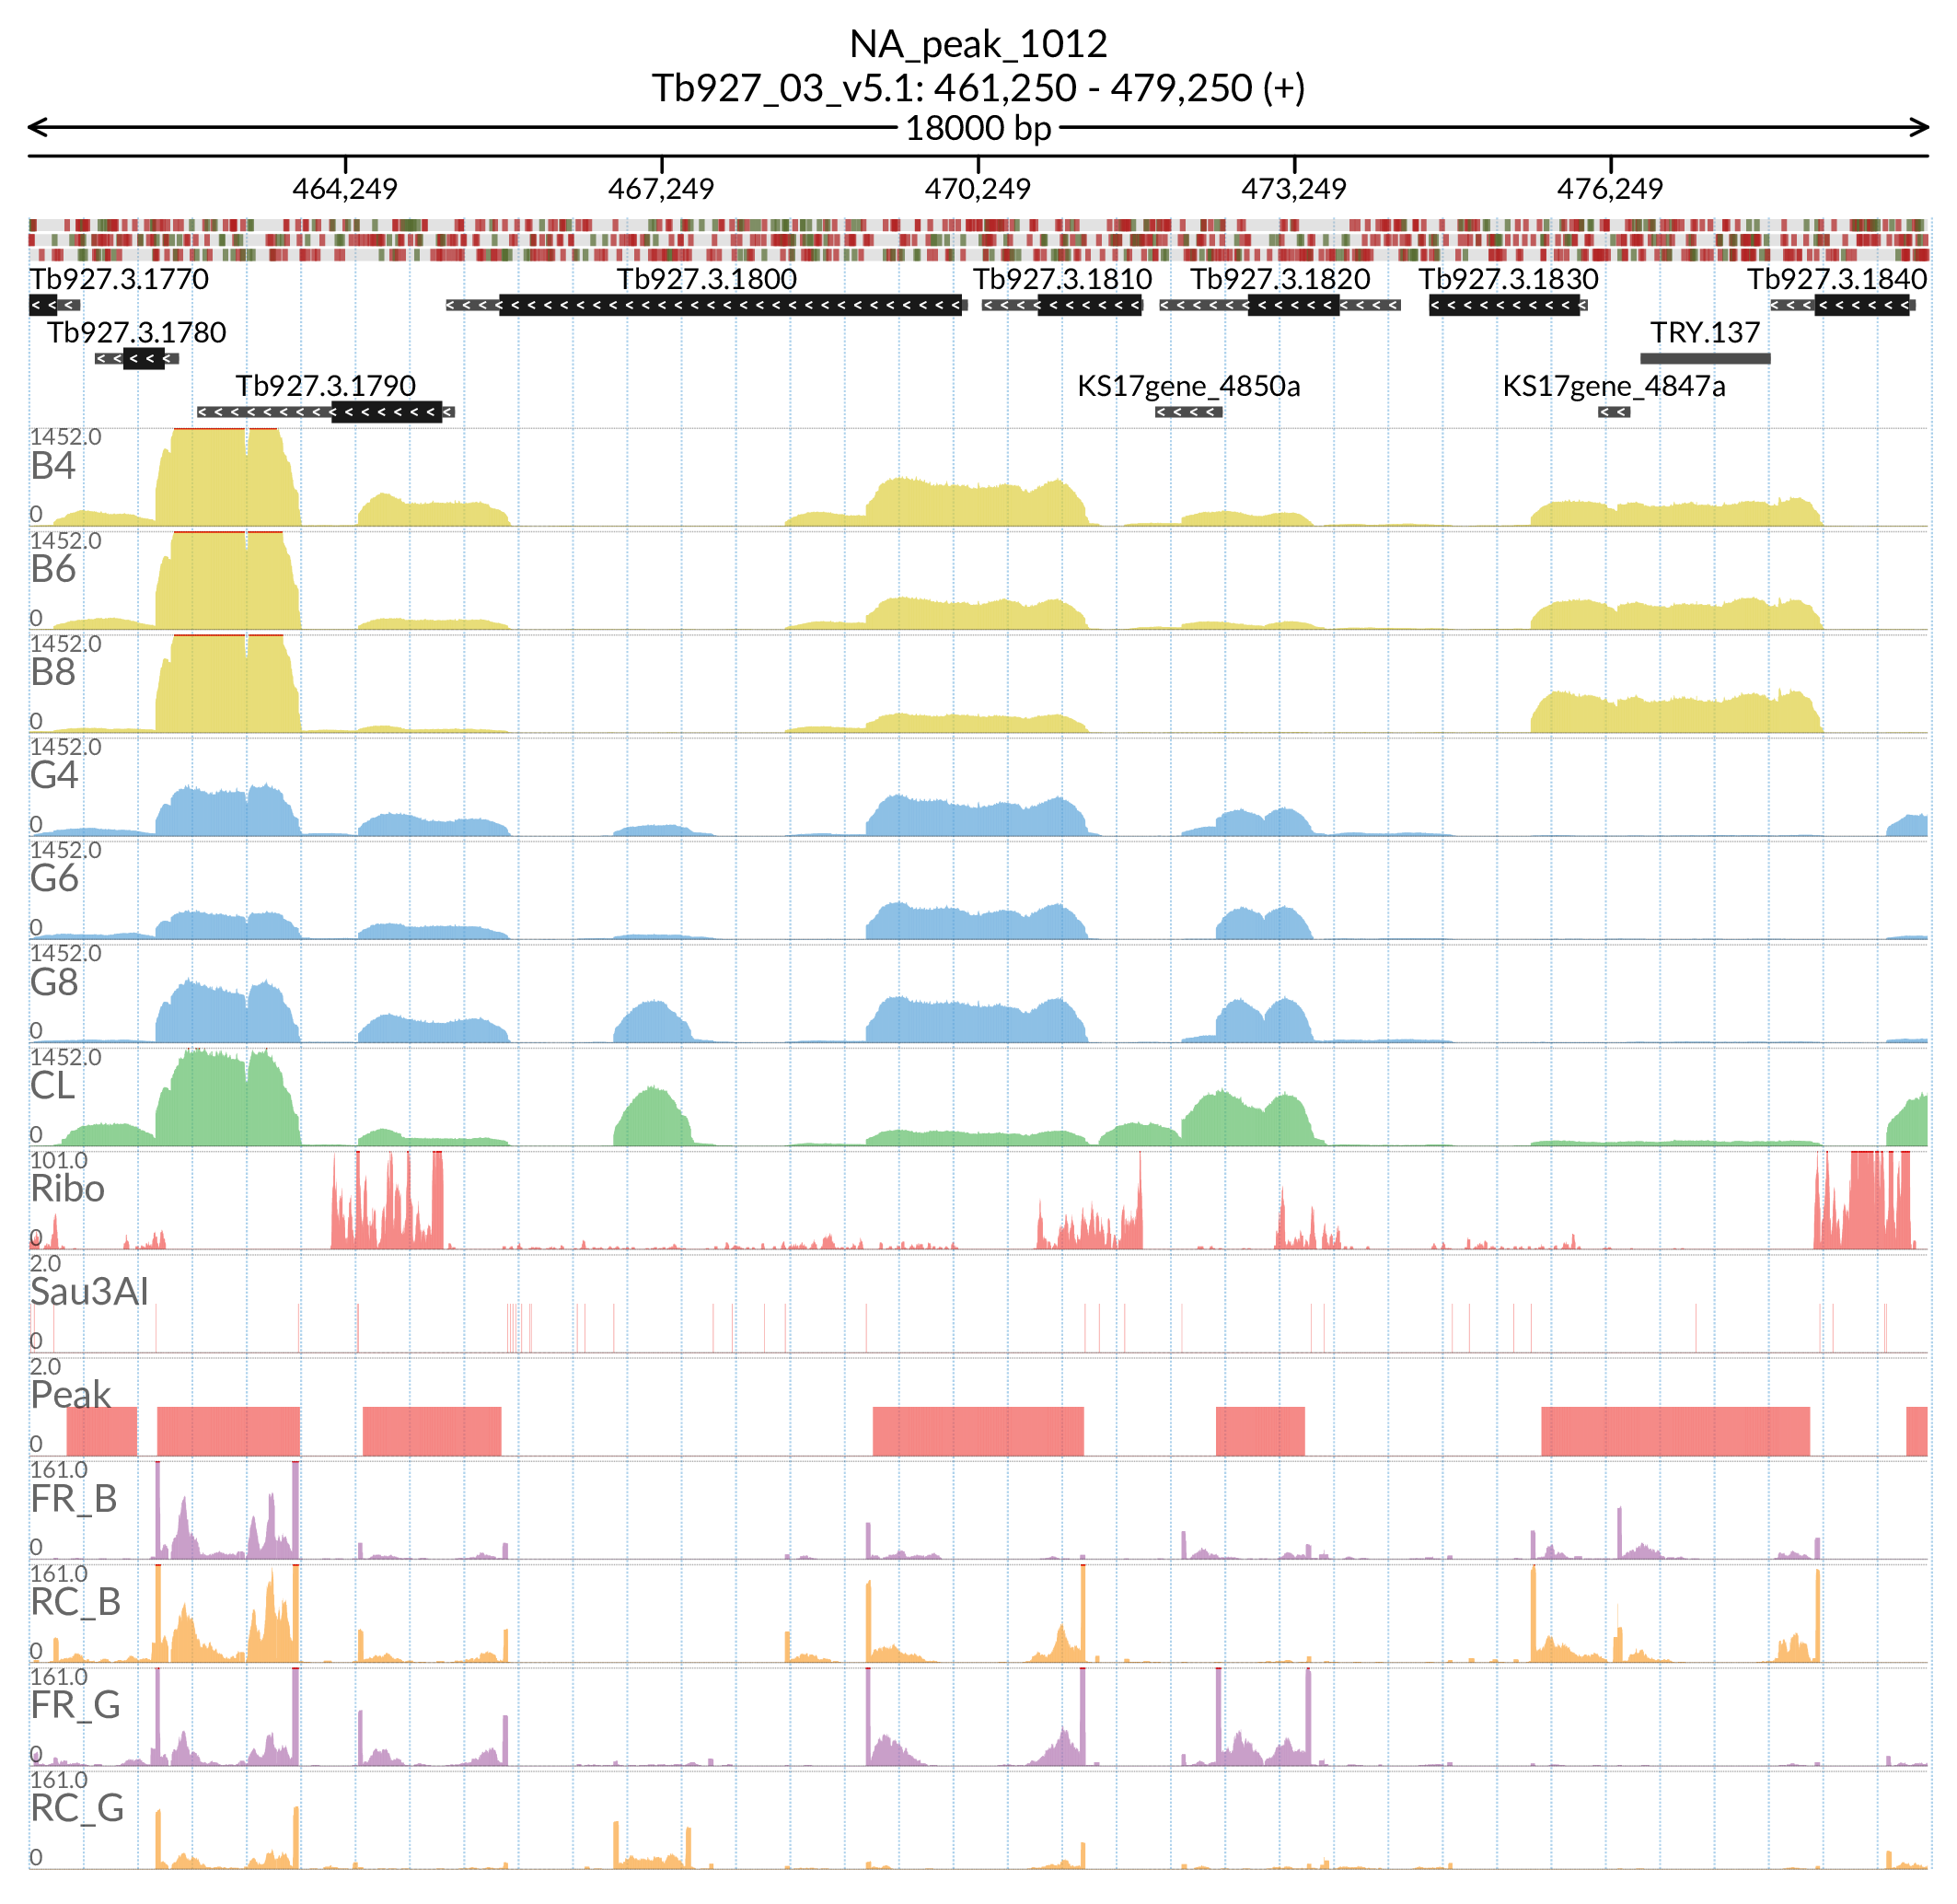 NA_peak_1012
Tb927_03_v5.1: 461,250 - 479,250 (+)
18000 bp
464,249 467,249 470,249 473,249 476,249
Tb927.3.1770 Tb927.3.1800 Tb927.3.1810 Tb927.3.1820 Tb927.3.1830 Tb927.3.1840
Tb927.3.1780 TRY.137
Tb927.3.1790 KS17gene_4850a KS17gene_4847a
1452.0
B4
0
1452.0
B6
0
1452.0
B8
0
1452.0
G4
0
1452.0
G6
0
1452.0
G8
0
1452.0
CL
0
101.0
Ribo
0
2.0
Sau3AI
0
2.0
Peak
0
161.0
FR_B
0
161.0
RC_B
0
161.0
FR_G
0
161.0
RC_G
0